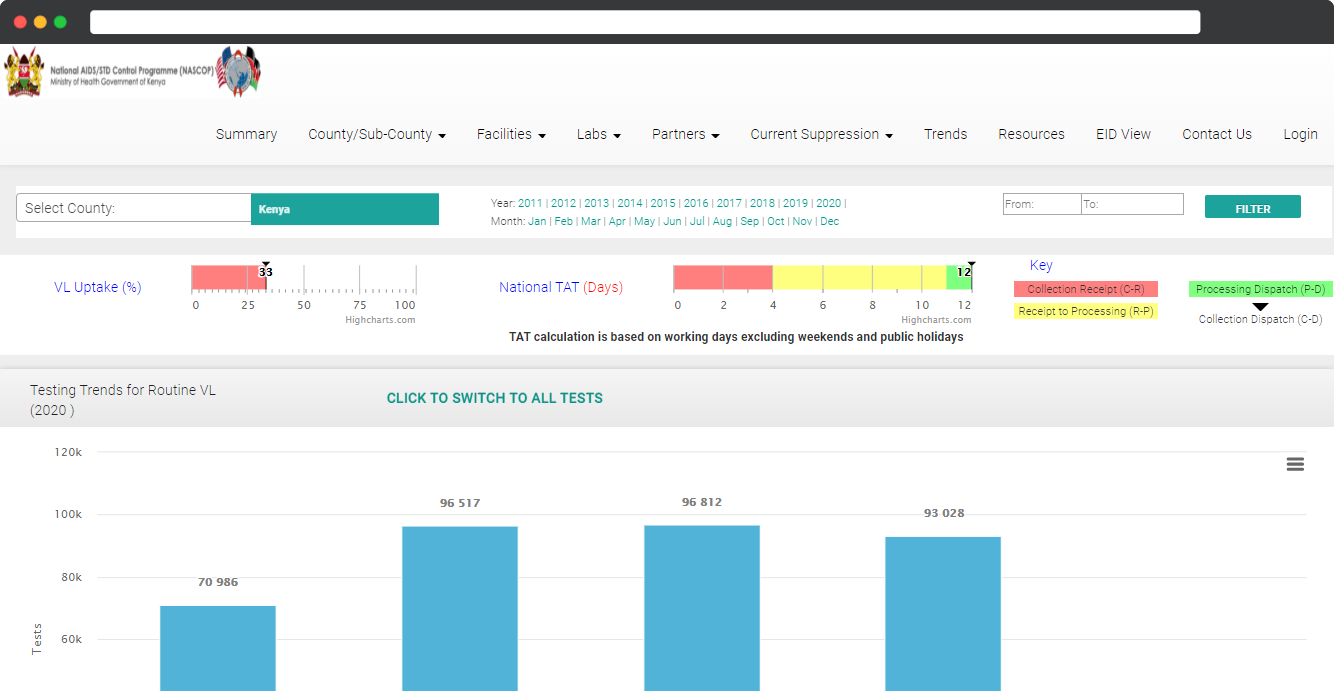 National AIDS/STD Control Programme (NASCOP)
Ministry of Health Government of Kenya
Summary County/Sub-County Facilities Labs Partners Current Suppression Trends Resources EID View Contact Us Login
Select County: Kenya
Year: 2011 | 2012 | 2013 | 2014 | 2015 | 2016 | 2017 | 2018 | 2019 | 2020 |
Month: Jan | Feb | Mar | Apr | May | Jun | Jul | Aug | Sep | Oct | Nov | Dec
From: To: FILTER
VL Uptake (%)
33
0 25 50 75 100
Highcharts.com
National TAT (Days)
12
0 2 4 6 8 10 12
Highcharts.com
TAT calculation is based on working days excluding weekends and public holidays
Key
Collection Receipt (C-R) Processing Dispatch (P-D)
Receipt to Processing (R-P) Collection Dispatch (C-D)
Testing Trends for Routine VL
(2020 )
CLICK TO SWITCH TO ALL TESTS
120k
100k
80k
60k
Tests
70 986
96 517
96 812
93 028